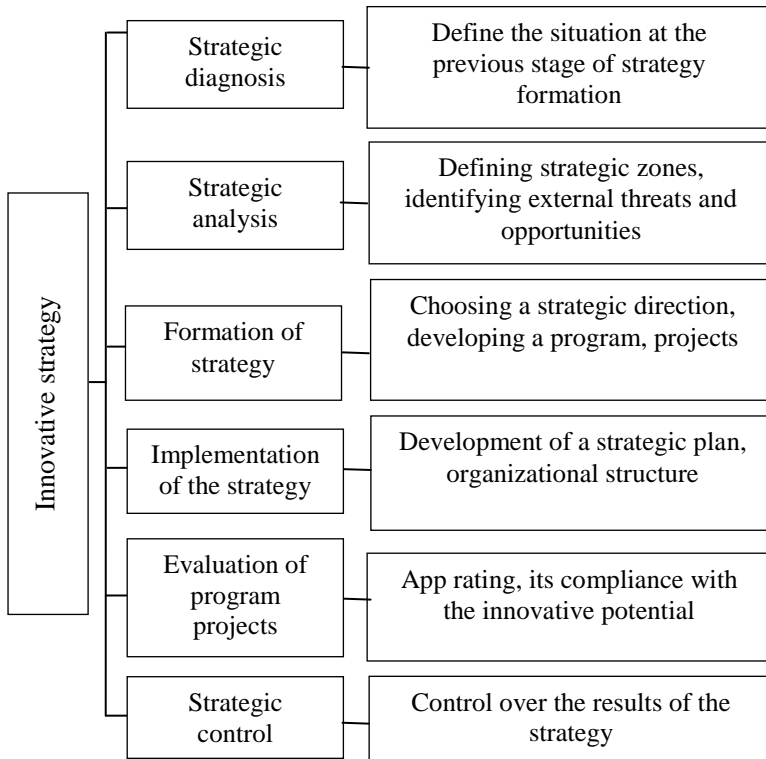 Innovative strategy
Strategic
diagnosis
Define the situation at the
previous stage of strategy
formation
Strategic
analysis
Defining strategic zones,
identifying external threats and
opportunities
Formation of
strategy
Choosing a strategic direction,
developing a program, projects
Implementation
of the strategy
Development of a strategic plan,
organizational structure
Evaluation of
program
projects
App rating, its compliance with
the innovative potential
Strategic
control
Control over the results of the
strategy